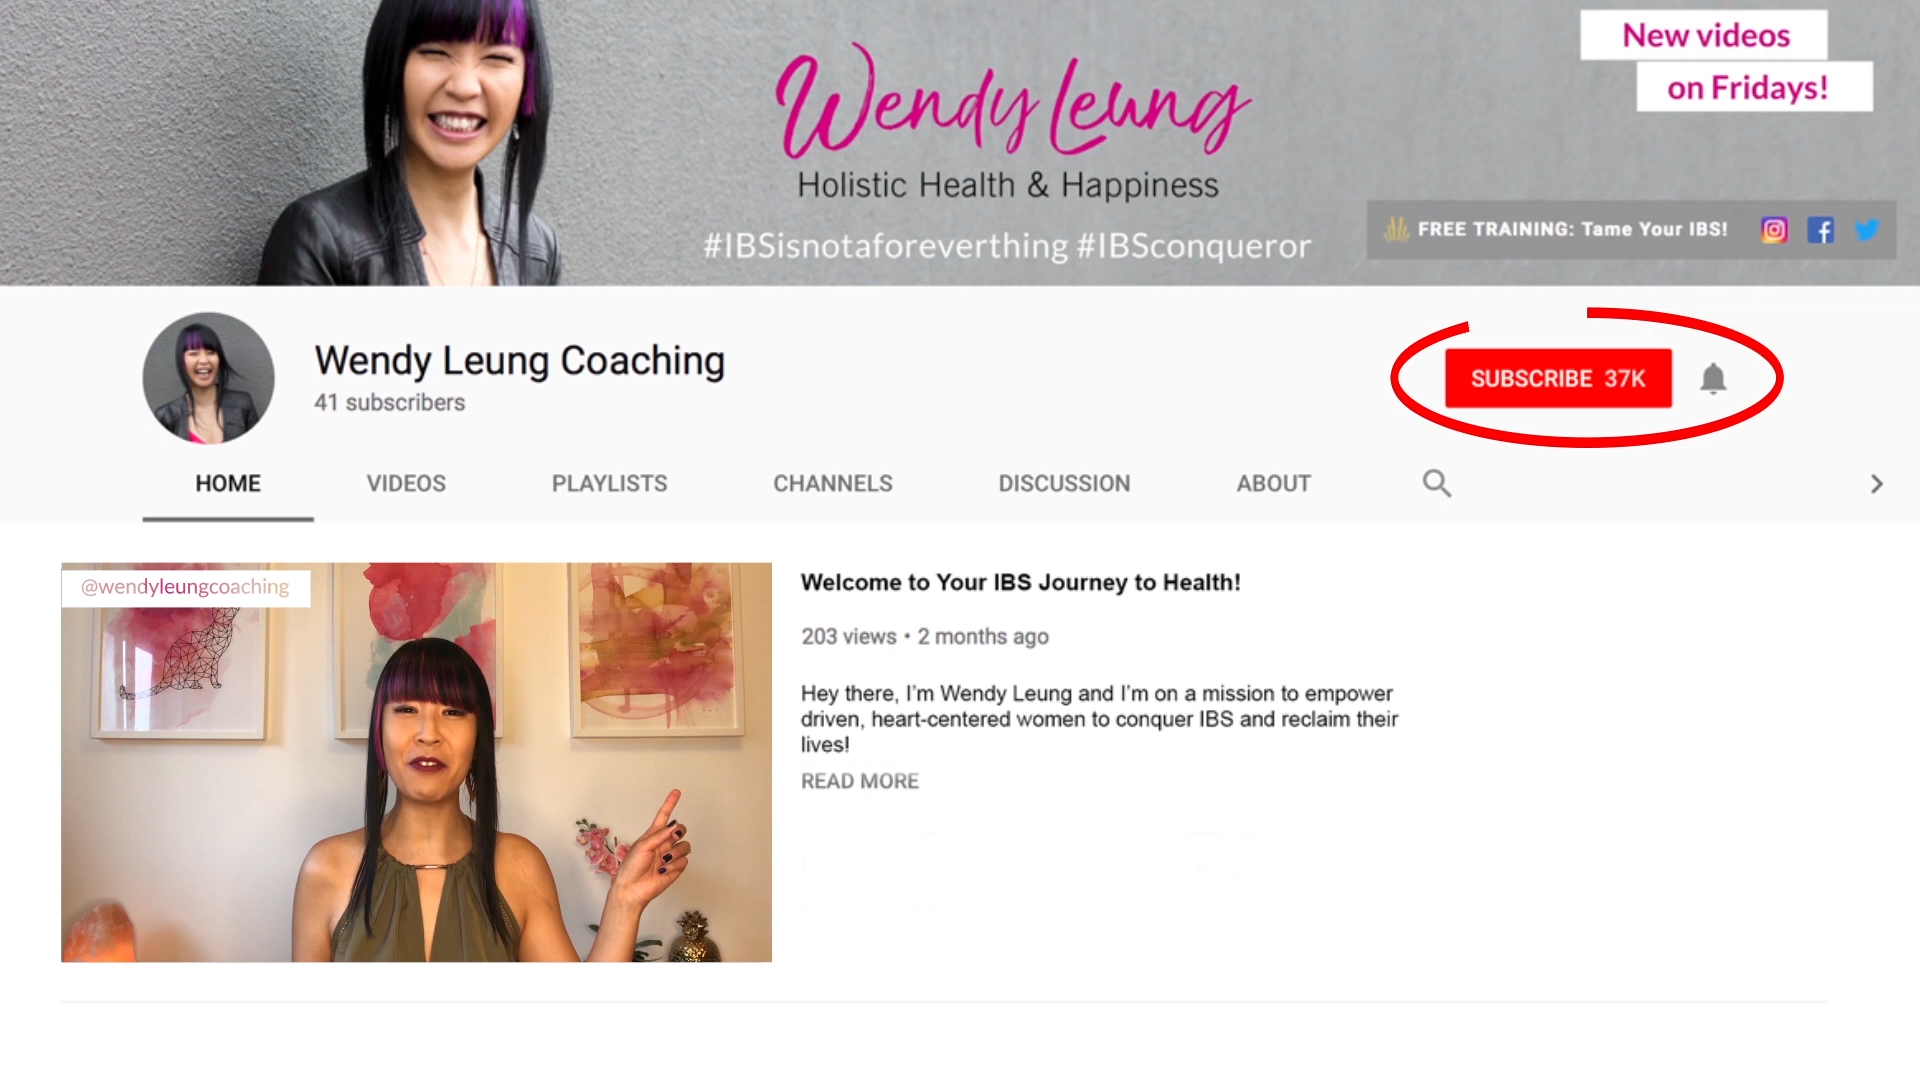 New videos
on Fridays!
Wendy Leung
Holistic Health & Happiness
#IBSisnotaforeverthing #IBSconqueror
FREE TRAINING: Tame Your IBS!
Wendy Leung Coaching
41 subscribers
SUBSCRIBE 37K
HOME VIDEOS PLAYLISTS CHANNELS DISCUSSION ABOUT
@wendyleungcoaching
Welcome to Your IBS Journey to Health!
203 views • 2 months ago
Hey there, I'm Wendy Leung and I'm on a mission to empower
driven, heart-centered women to conquer IBS and reclaim their
lives!
READ MORE